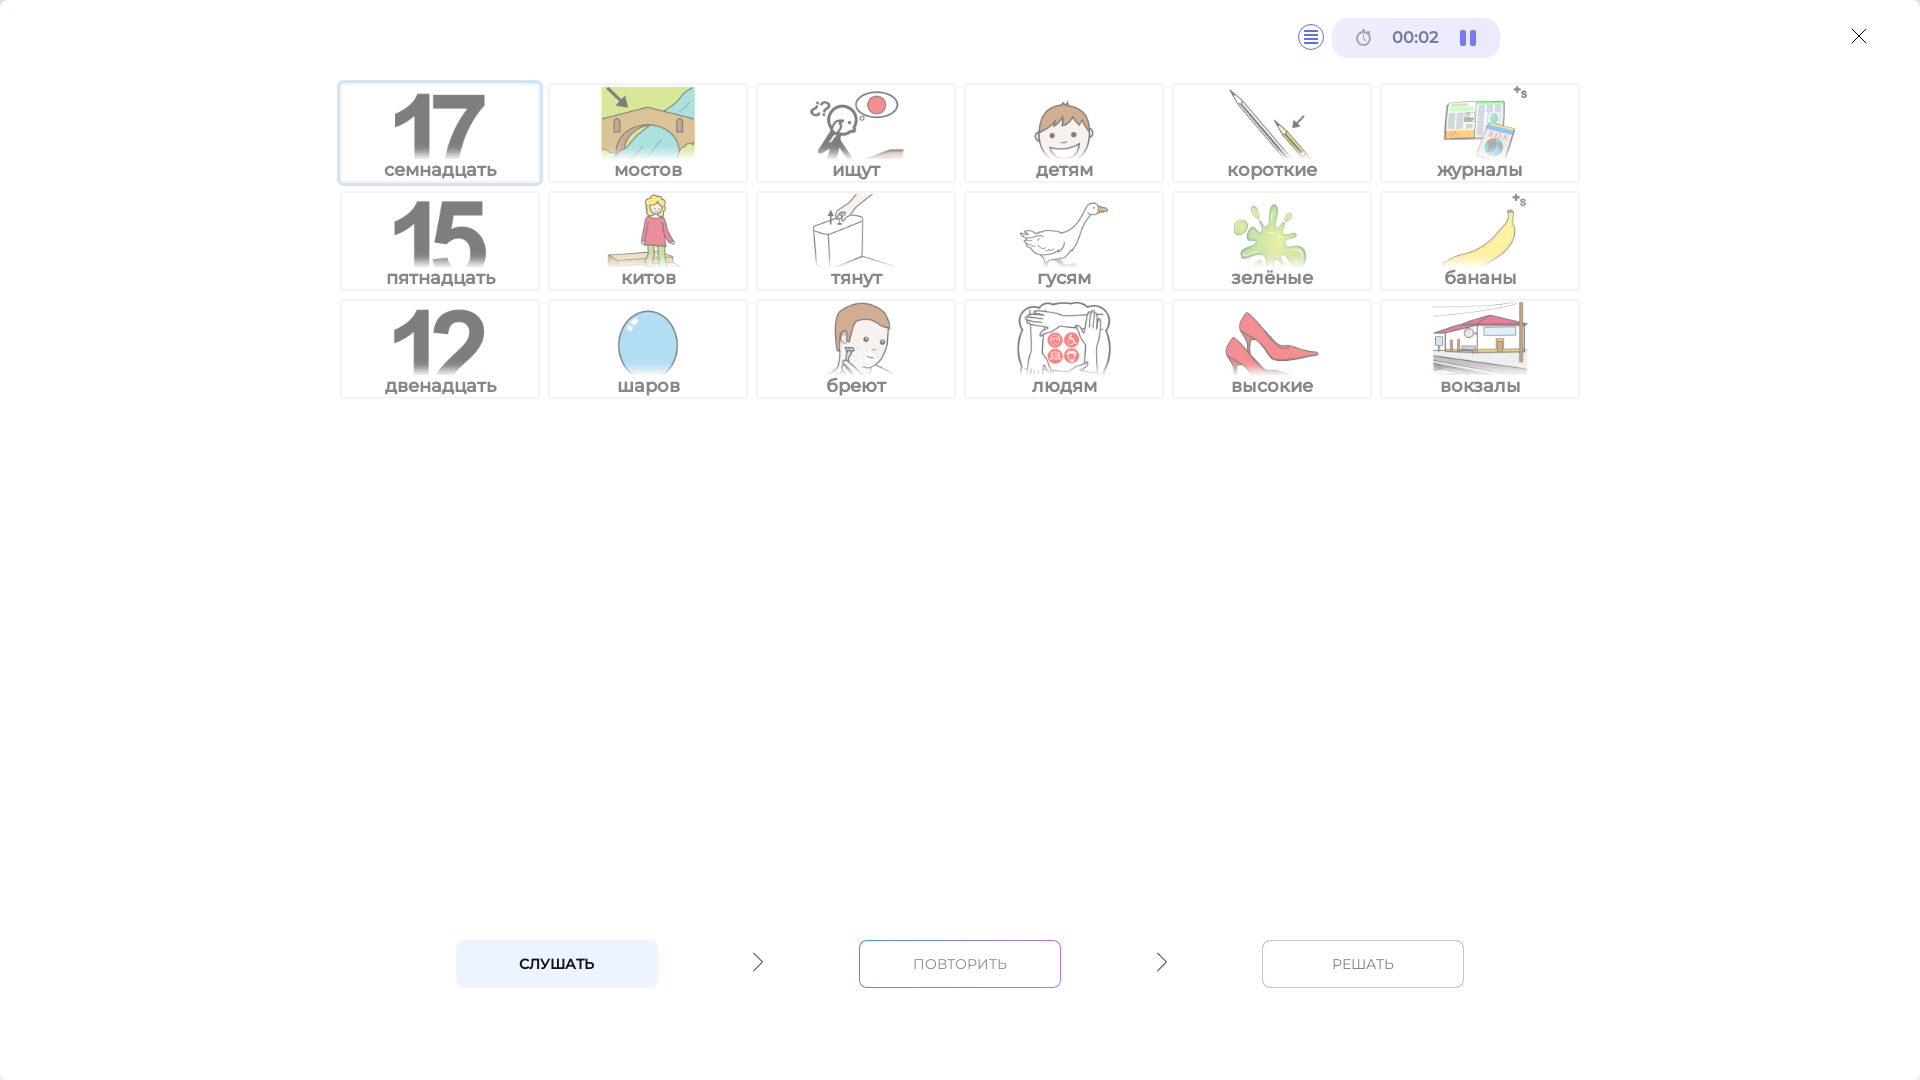 00:02
17 +s
семнадцать мостов ищут детям короткие журналы
15 +s
пятнадцать китов тянут гусям зелёные бананы
12
двенадцать шаров бреют людям высокие вокзалы
СЛУШАТЬ ПОВТОРИТЬ РЕШАТЬ